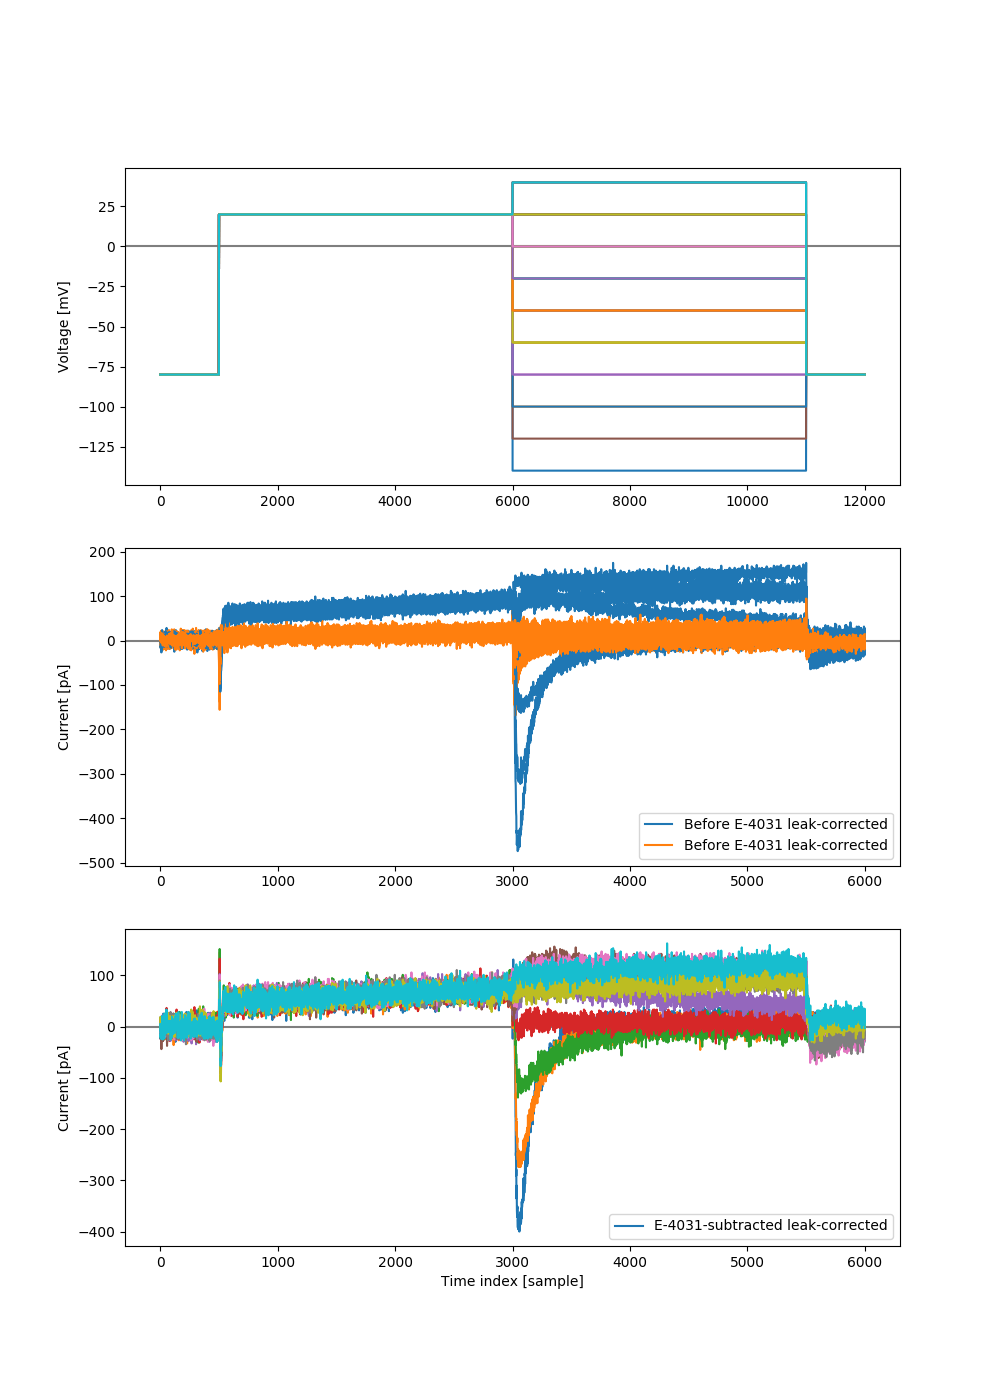 25
0
−25
−50
−75
−100
−125
Voltage [mV]
0 2000 4000 6000 8000 10000 12000
200
100
0
−100
−200
−300
−400
−500
Current [pA]
Before E-4031 leak-corrected
Before E-4031 leak-corrected
0 1000 2000 3000 4000 5000 6000
100
0
−100
−200
−300
−400
Current [pA]
E-4031-subtracted leak-corrected
0 1000 2000 3000 4000 5000 6000
Time index [sample]